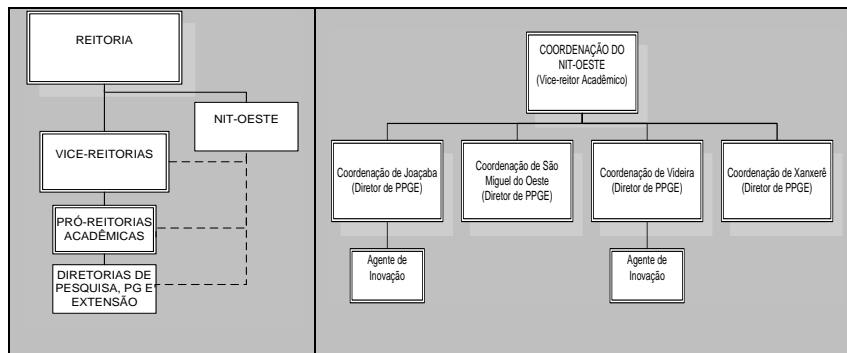 REITORIA
NIT-OESTE
VICE-REITORIAS
PRÓ-REITORIAS
ACADÊMICAS
DIRETORIAS DE
PESQUISA, PG E
EXTENSÃO
COORDENAÇÃO DO
NIT-OESTE
(Vice-reitor Acadêmico)
Coordenação de Joaçaba
(Diretor de PPGE)
Coordenação de São
Miguel do Oeste
(Diretor de PPGE)
Coordenação de Videira
(Diretor de PPGE)
Coordenação de Xanxerê
(Diretor de PPGE)
Agente de
Inovação
Agente de
Inovação